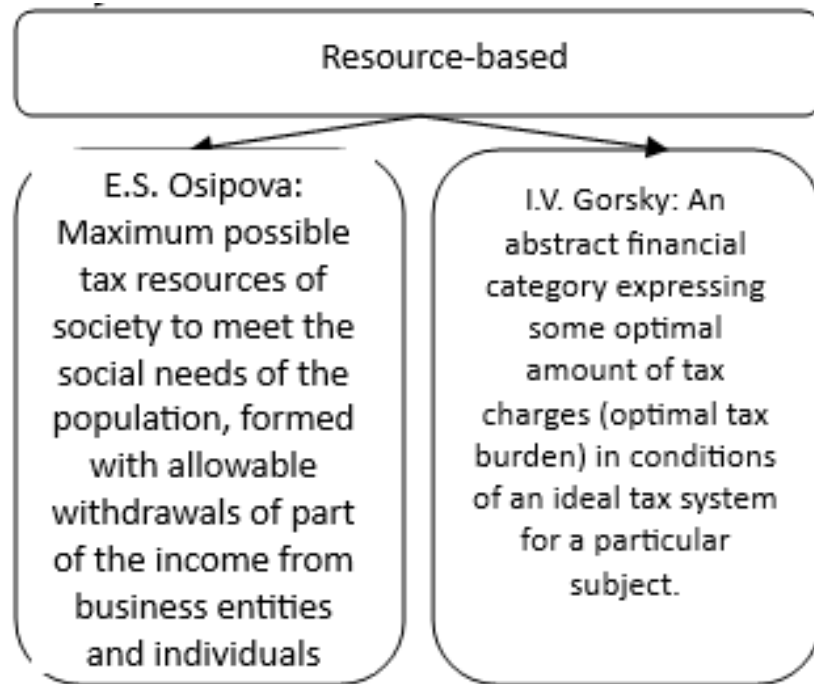 Resource-based
E.S. Osipova:
Maximum possible
tax resources of
society to meet the
social needs of the
population, formed
with allowable
withdrawals of part
of the income from
business entities
and individuals
I.V. Gorsky: An
abstract financial
category expressing
some optimal
amount of tax
charges (optimal tax
burden) in conditions
of an ideal tax system
for a particular
subject.